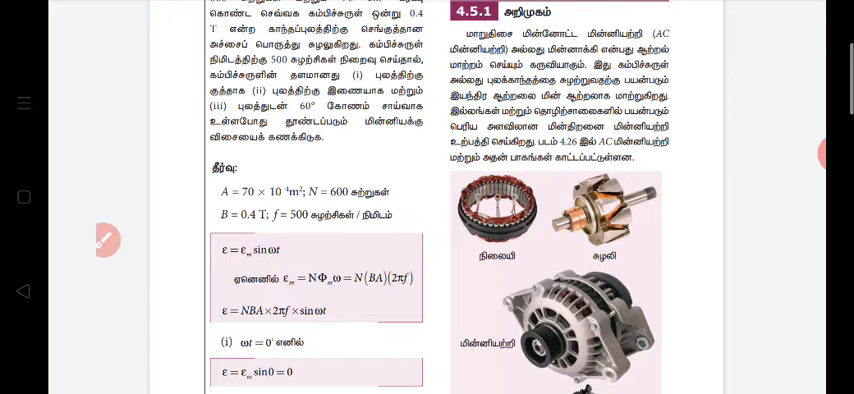 கொண்ட செவ்வக கம்பிச்சுருள் ஒன்று 0.4
T என்ற காந்தப்புலத்திற்கு செங்குத்தான
அச்சைப் பொருத்து சுழலுகிறது. கம்பிச்சுருள்
நிமிடத்திற்கு 500 சுழற்சிகள் நிறைவு செய்தால்,
கம்பிச்சுருளின் தளமானது (i) புலத்திற்கு
குத்தாக (ii) புலத்திற்கு இணையாக மற்றும்
(iii) புலத்துடன் 60° கோணம் சாய்வாக
உள்ளபோது தூண்டப்படும் மின்னியக்கு
விசையைக் கணக்கிடுக.
தீர்வு:
A = 70 × 10⁻⁴m²; N = 600 சுற்றுகள்
B = 0.4 T; f = 500 சுழற்சிகள் / நிமிடம்
ε = εₘ sin ωt
ஏனெனில் εₘ = NΦₘω = N(BA)(2πf)
ε = NBA × 2πf × sin ωt
(i) ωt = 0° எனில்
ε = εₘ sin 0 = 0
4.5.1 அறிமுகம்
மாறுதிசை மின்னோட்ட மின்னியற்றி (AC
மின்னியற்றி) அல்லது மின்னாக்கி என்பது ஆற்றல்
மாற்றம் செய்யும் கருவியாகும். இது கம்பிச்சுருள்
அல்லது புலக்காந்தத்தை சுழற்றுவதற்கு பயன்படும்
இயந்திர ஆற்றலை மின் ஆற்றலாக மாற்றுகிறது.
இல்லங்கள் மற்றும் தொழிற்சாலைகளில் பயன்படும்
பெரிய அளவிலான மின்திறனை மின்னியற்றி
உற்பத்தி செய்கிறது. படம் 4.26 இல் AC மின்னியற்றி
மற்றும் அதன் பாகங்கள் காட்டப்பட்டுள்ளன.
நிலையி
சுழலி
மின்னியற்றி